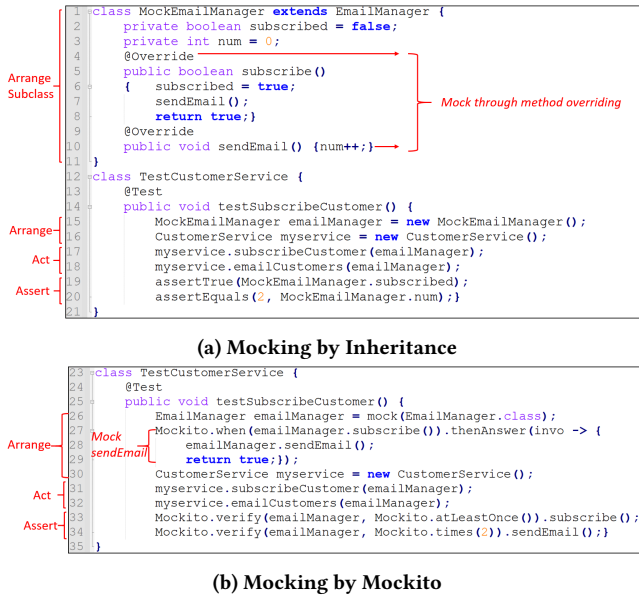 1 class MockEmailManager extends EmailManager {
2 private boolean subscribed = false;
3 private int num = 0;
4 @Override
5 public boolean subscribe()
6 { subscribed = true;
7 sendEmail();
8 return true;}
9 @Override
10 public void sendEmail() {num++;}
11 }
Arrange
Subclass
Mock through method overriding
12 class TestCustomerService {
13 @Test
14 public void testSubscribeCustomer() {
15 MockEmailManager emailManager = new MockEmailManager();
16 CustomerService myservice = new CustomerService();
17 myservice.subscribeCustomer(emailManager);
18 myservice.emailCustomers(emailManager);
19 assertTrue(MockEmailManager.subscribed);
20 assertEquals(2, MockEmailManager.num);}
21 }
Arrange
Act
Assert
(a) Mocking by Inheritance
23 class TestCustomerService {
24 @Test
25 public void testSubscribeCustomer() {
26 EmailManager emailManager = mock(EmailManager.class);
27 Mockito.when(emailManager.subscribe()).thenAnswer(invo -> {
28 emailManager.sendEmail();
29 return true;});
30 CustomerService myservice = new CustomerService();
31 myservice.subscribeCustomer(emailManager);
32 myservice.emailCustomers(emailManager);
33 Mockito.verify(emailManager, Mockito.atLeastOnce()).subscribe();
34 Mockito.verify(emailManager, Mockito.times(2)).sendEmail();}
35 }
Arrange
Mock
sendEmail
Act
Assert
(b) Mocking by Mockito